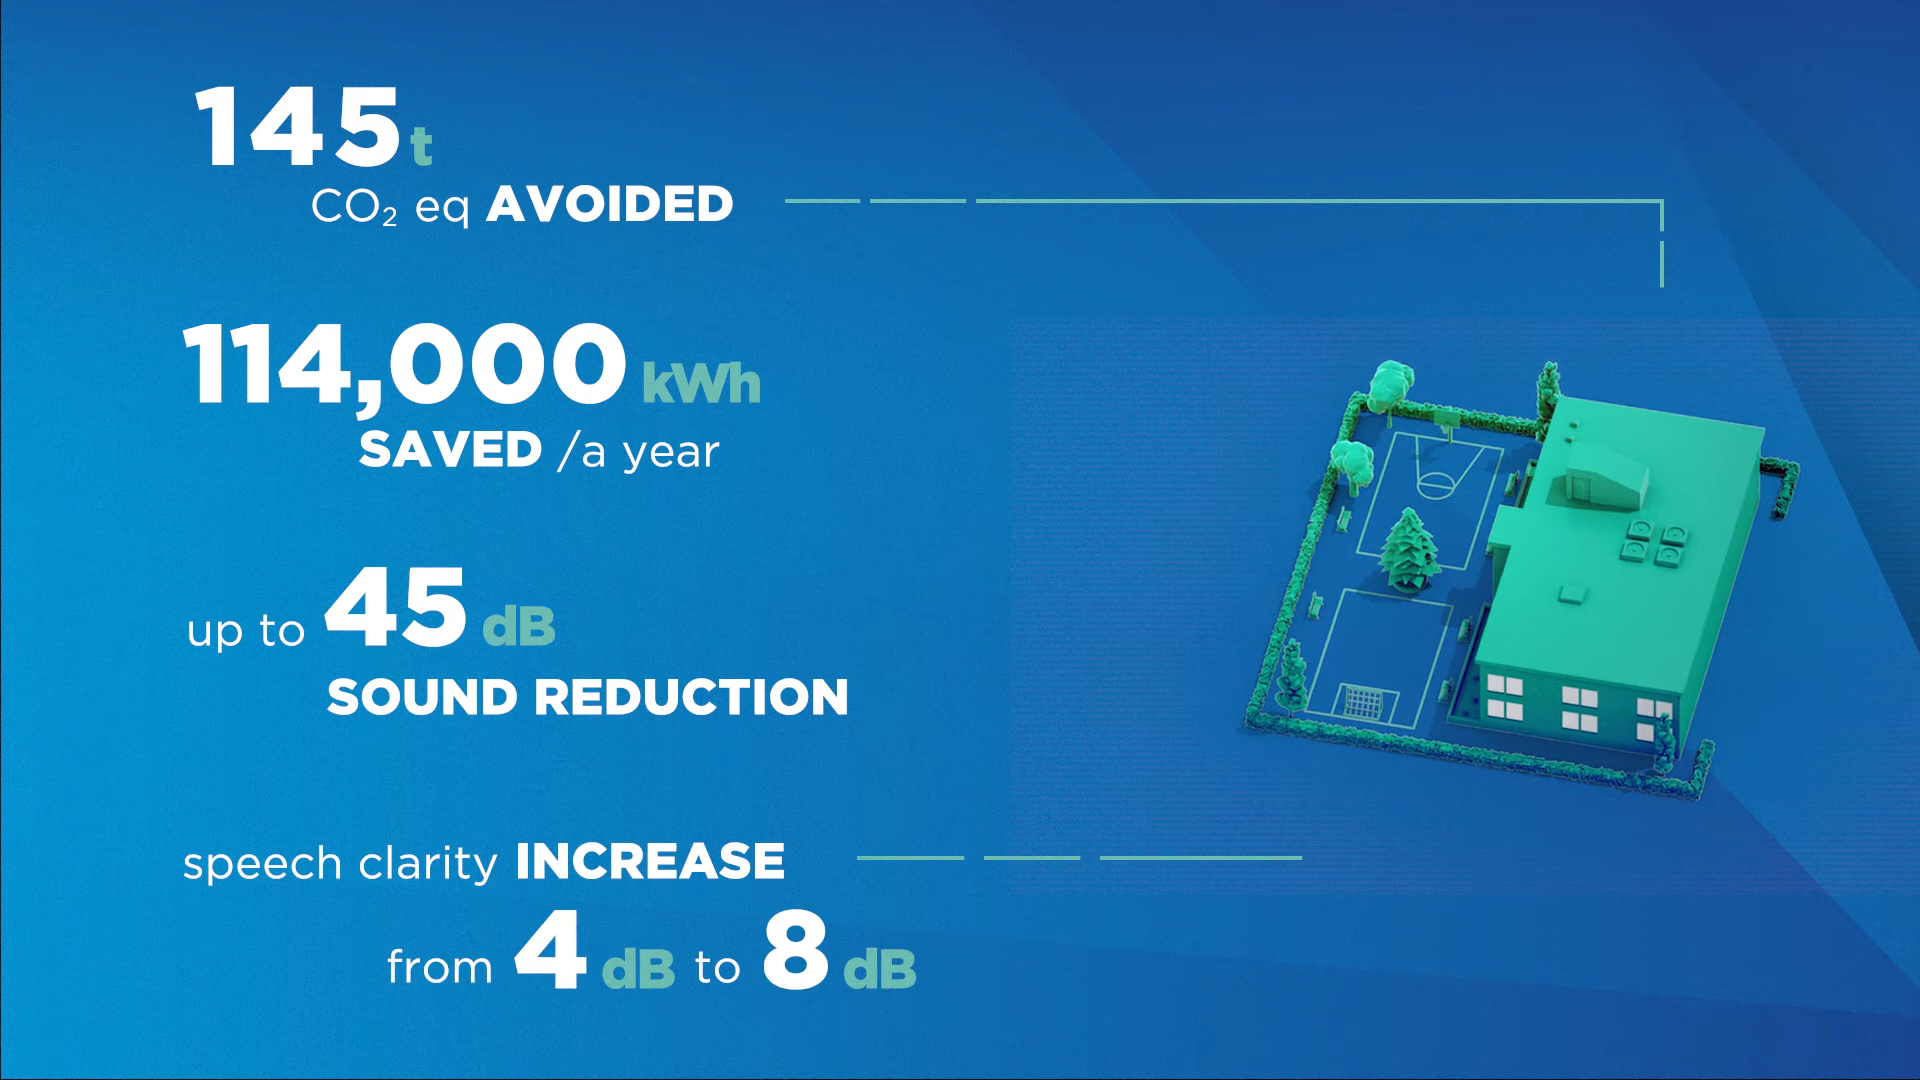 145 t
CO₂ eq AVOIDED
114,000 kWh
SAVED /a year
up to 45 dB
SOUND REDUCTION
speech clarity INCREASE
from 4 dB to 8 dB